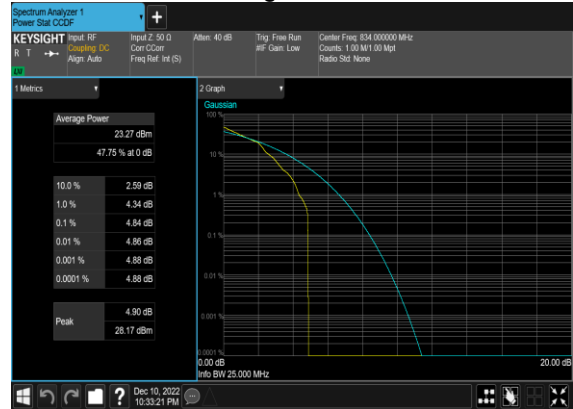 Spectrum Analyzer 1
Power Stat CCDF
KEYSIGHT
R T
LXI
Input: RF
Coupling: DC
Align: Auto
Input Z: 50 Ω
Corr CCorr
Freq Ref: Int (S)
Atten: 40 dB
Trig: Free Run
#IF Gain: Low
Center Freq: 834.000000 MHz
Counts: 1.00 M/1.00 Mpt
Radio Std: None
1 Metrics
Average Power
23.27 dBm
47.75 % at 0 dB
10.0 % 2.59 dB
1.0 % 4.34 dB
0.1 % 4.84 dB
0.01 % 4.86 dB
0.001 % 4.88 dB
0.0001 % 4.88 dB
Peak 4.90 dB
28.17 dBm
2 Graph
Gaussian
100 %
10 %
1 %
0.1 %
0.01 %
0.001 %
0.0001 %
0.00 dB 20.00 dB
Info BW 25.000 MHz
?
Dec 10, 2022
10:33:21 PM